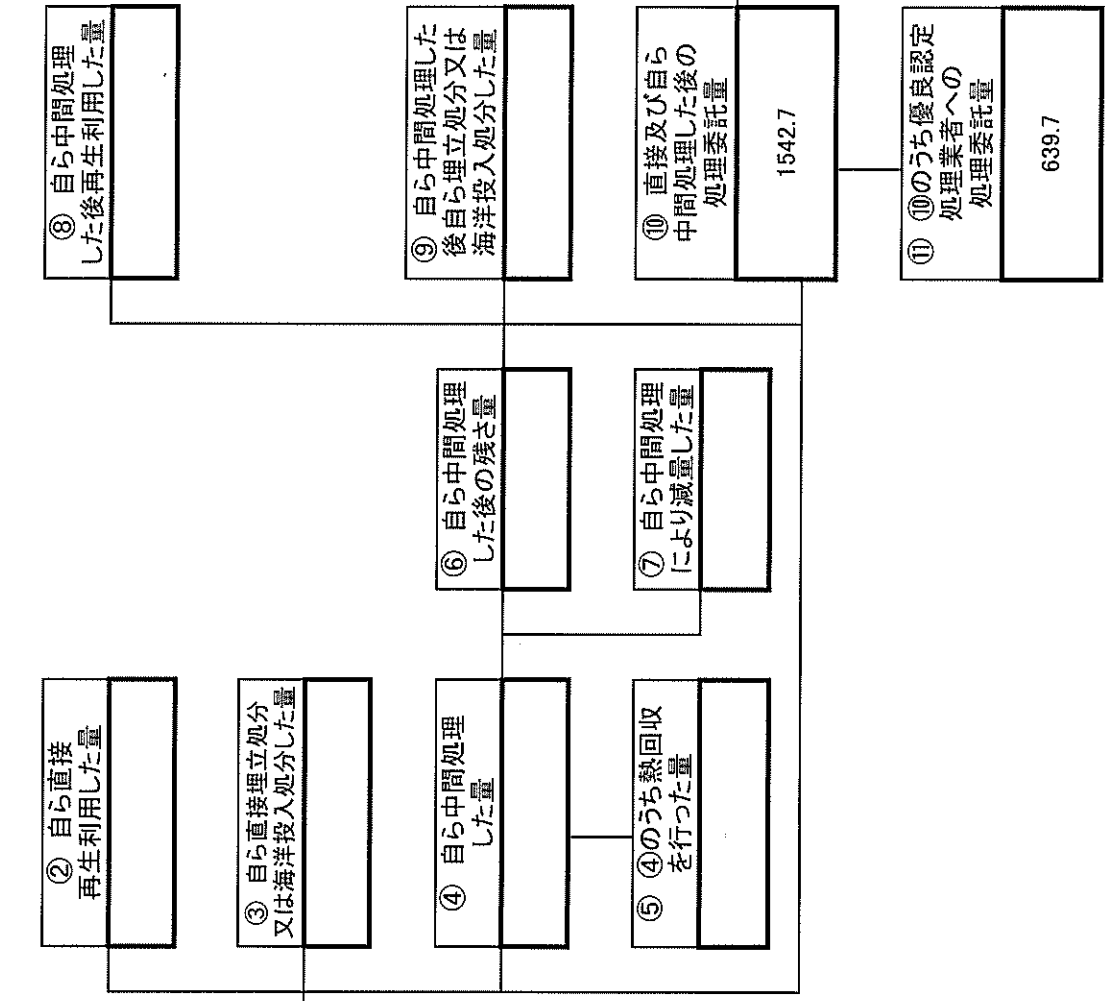 ② 自ら直接
再生利用した量
③ 自ら直接埋立処分
又は海洋投入処分した量
④ 自ら中間処理
した量
⑤ ④のうち熱回収
を行った量
⑥ 自ら中間処理
した後の残さ量
⑦ 自ら中間処理
により減量した量
⑧ 自ら中間処理
した後再生利用した量
⑨ 自ら中間処理した
後自ら埋立処分又は
海洋投入処分した量
⑩ 直接及び自ら
中間処理した後の
処理委託量
1542.7
⑪ ⑩のうち優良認定
処理業者への
処理委託量
639.7